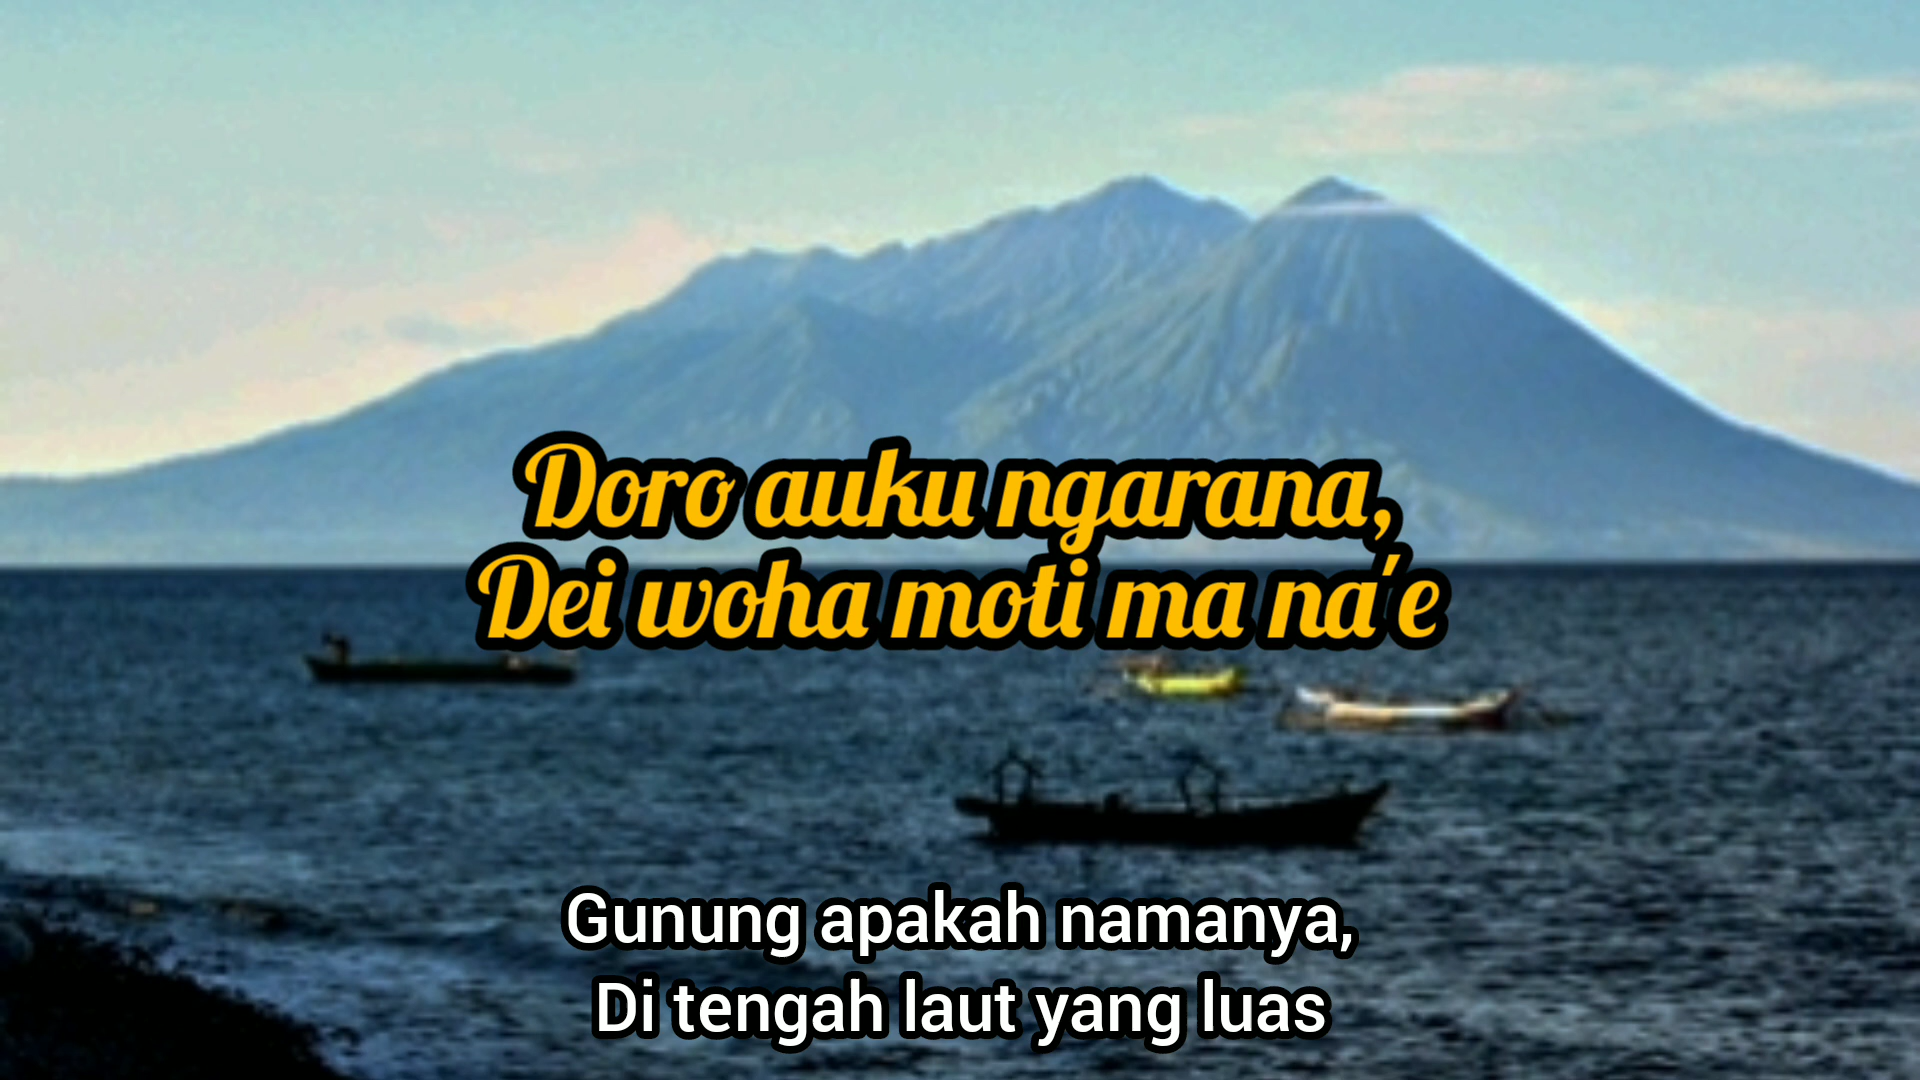 Doro auku ngarana,
Dei woha moti ma na'e
Gunung apakah namanya,
Di tengah laut yang luas